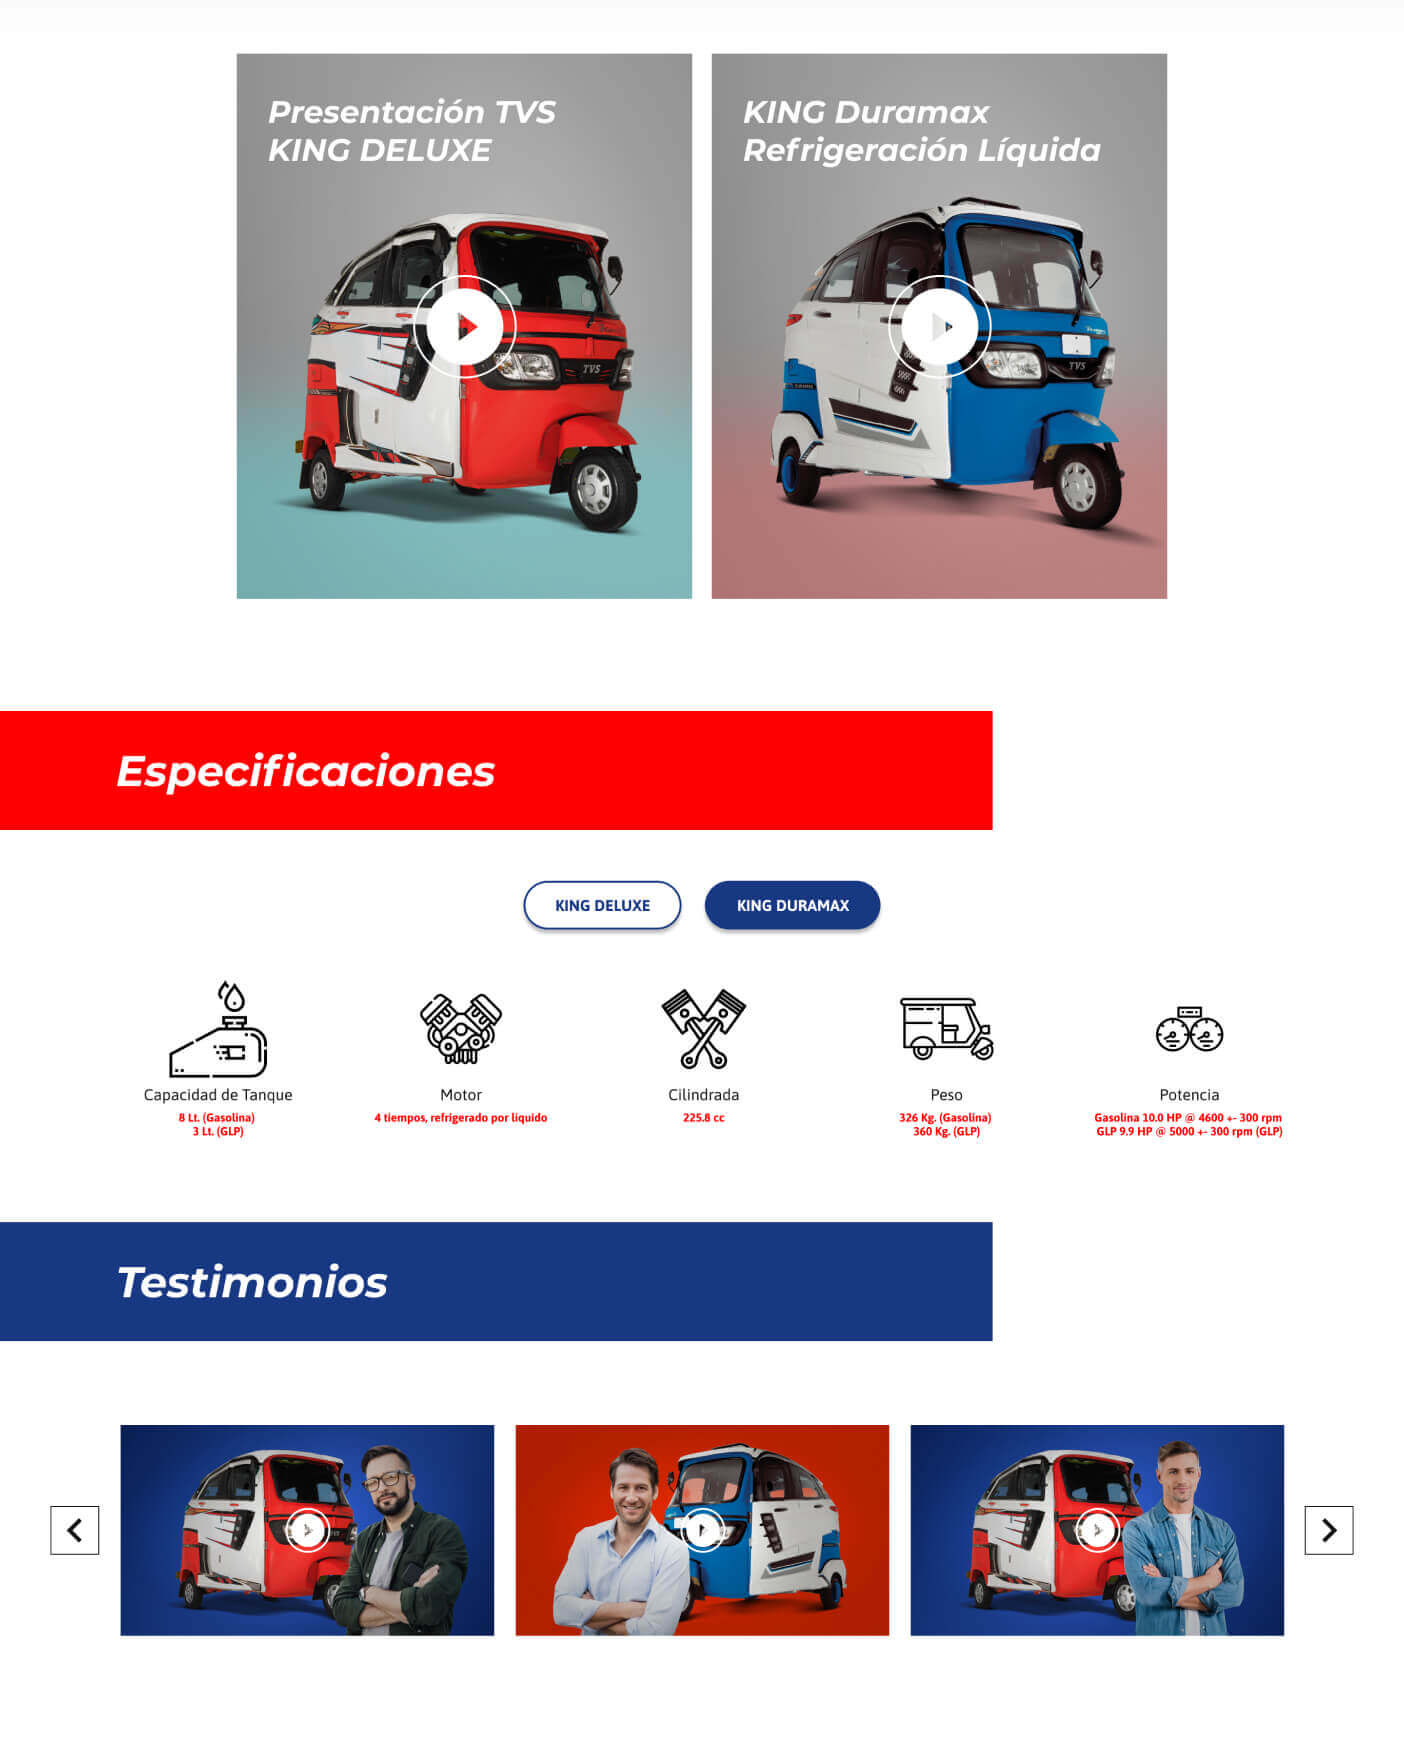 Presentación TVS
KING DELUXE
KING Duramax
Refrigeración Líquida
TVS
TVS
Especificaciones
KING DELUXE
KING DURAMAX
Capacidad de Tanque
8 Lt. (Gasolina)
3 Lt. (GLP)
Motor
4 tiempos, refrigerado por liquido
Cilindrada
225.8 cc
Peso
326 Kg. (Gasolina)
360 Kg. (GLP)
Potencia
Gasolina 10.0 HP @ 4600 +- 300 rpm
GLP 9.9 HP @ 5000 +- 300 rpm (GLP)
Testimonios